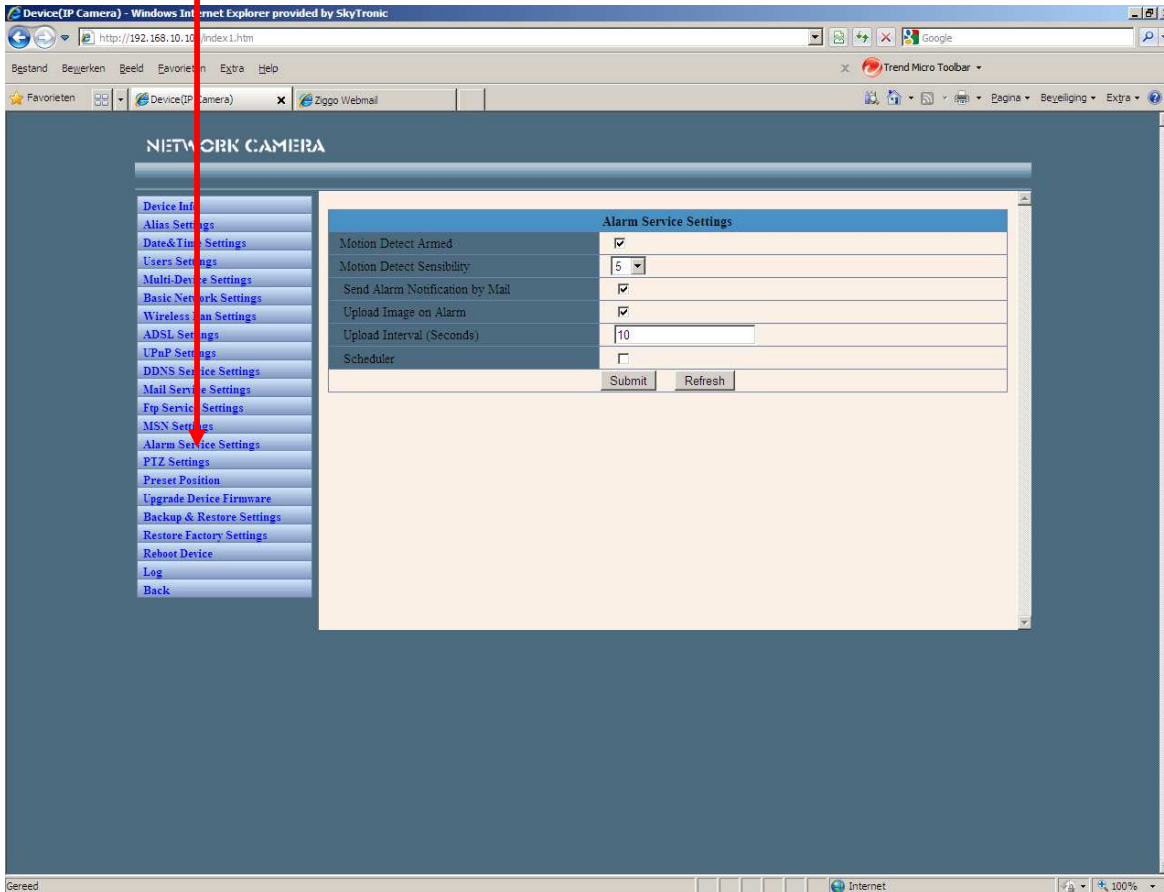 Device(IP Camera) - Windows Internet Explorer provided by SkyTronic
http://192.168.10.10 /index1.htm
Google
Bestand Bewerken Beeld Favorieten Extra Help
Trend Micro Toolbar
Favorieten
Device(IP Camera)
Ziggo Webmail
Pagina Beveiliging Extra
NETWORK CAMERA
Device Info
Alias Settings
Date&Time Settings
Users Settings
Multi-Device Settings
Basic Network Settings
Wireless Lan Settings
ADSL Settings
UPnP Settings
DDNS Service Settings
Mail Service Settings
Ftp Service Settings
MSN Settings
Alarm Service Settings
PTZ Settings
Preset Position
Upgrade Device Firmware
Backup & Restore Settings
Restore Factory Settings
Reboot Device
Log
Back
Alarm Service Settings
Motion Detect Armed
Motion Detect Sensibility 5
Send Alarm Notification by Mail
Upload Image on Alarm
Upload Interval (Seconds) 10
Scheduler
Submit Refresh
Gereed
Internet
100%